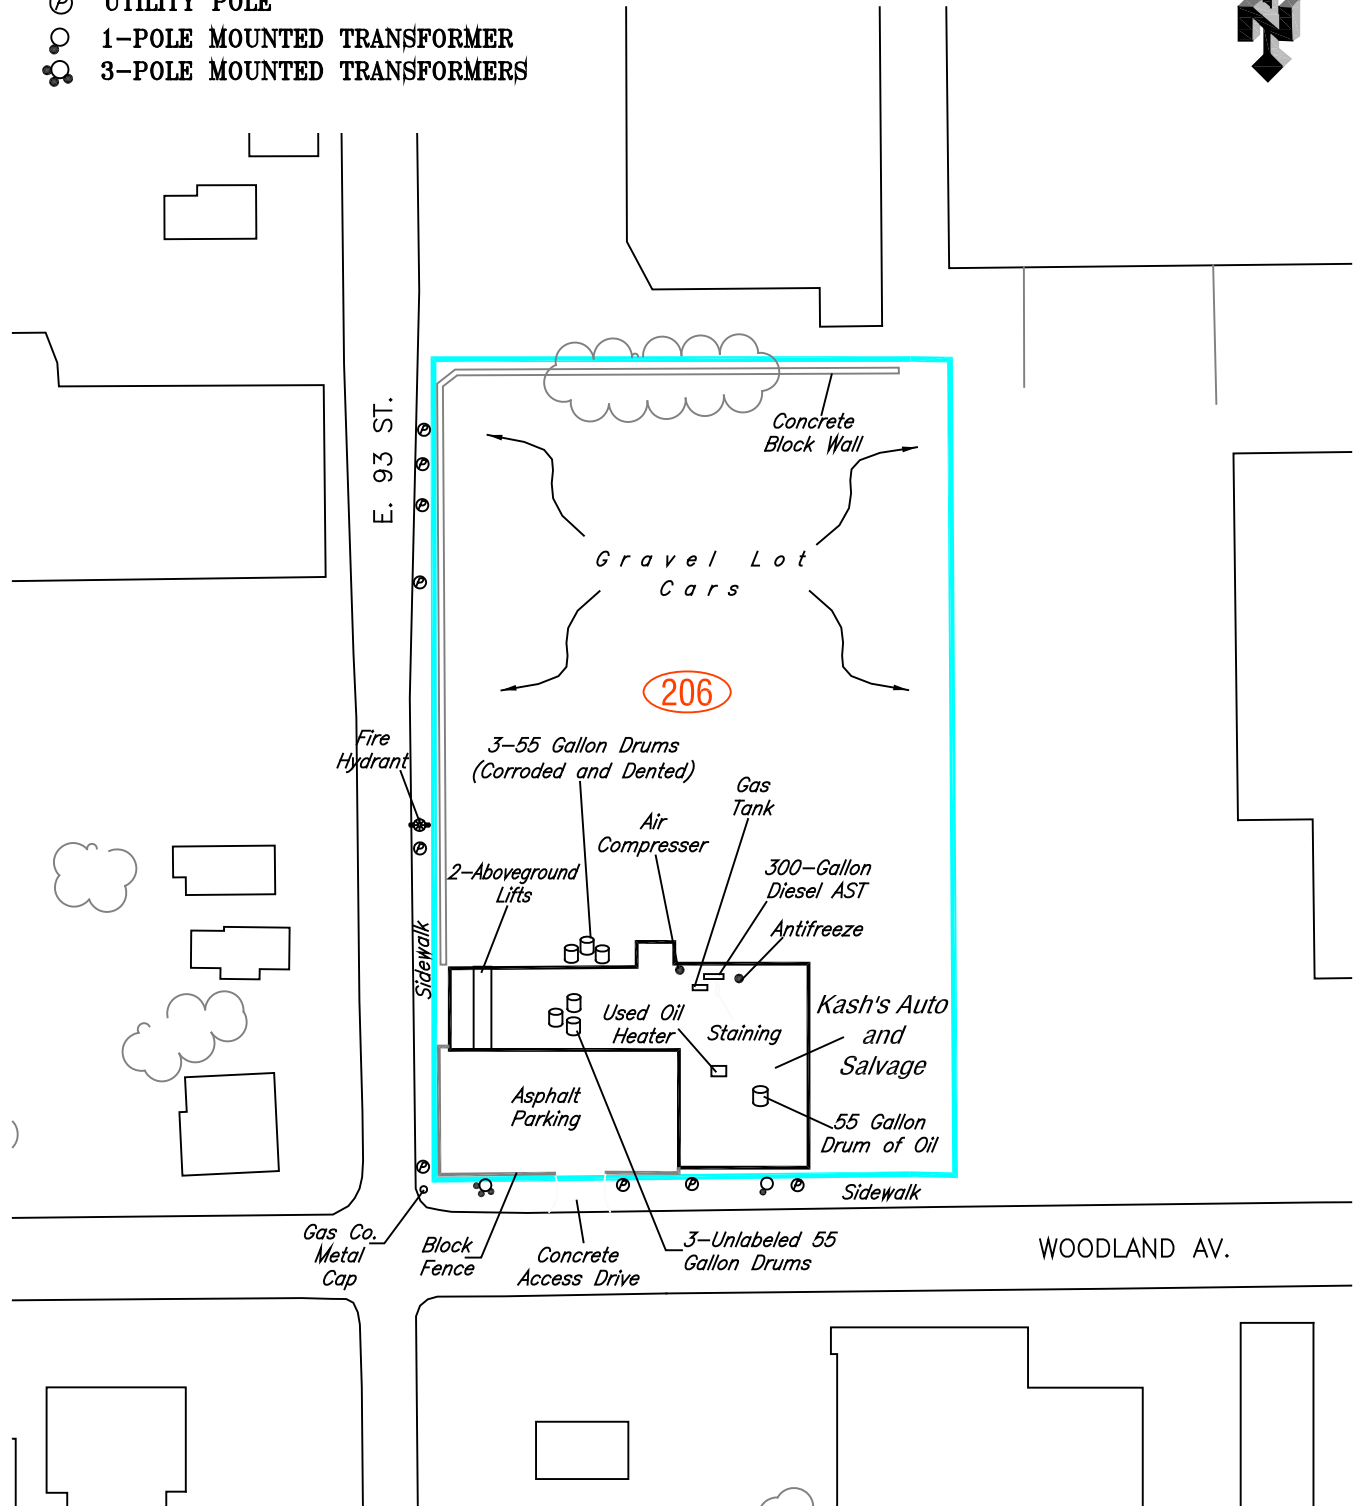 UTILITY POLE
1-POLE MOUNTED TRANSFORMER
3-POLE MOUNTED TRANSFORMERS
N
E. 93 ST.
Concrete
Block Wall
Gravel Lot
Cars
206
Fire
Hydrant
3-55 Gallon Drums
(Corroded and Dented)
Gas
Tank
Air
Compresser
300-Gallon
Diesel AST
2-Aboveground
Lifts
Antifreeze
Sidewalk
Kash's Auto
and
Salvage
Used Oil
Heater
Staining
Asphalt
Parking
55 Gallon
Drum of Oil
Sidewalk
Gas Co.
Metal
Cap
Block
Fence
Concrete
Access Drive
3-Unlabeled 55
Gallon Drums
WOODLAND AV.
P
P
P
P
P
P
P
P
P
P